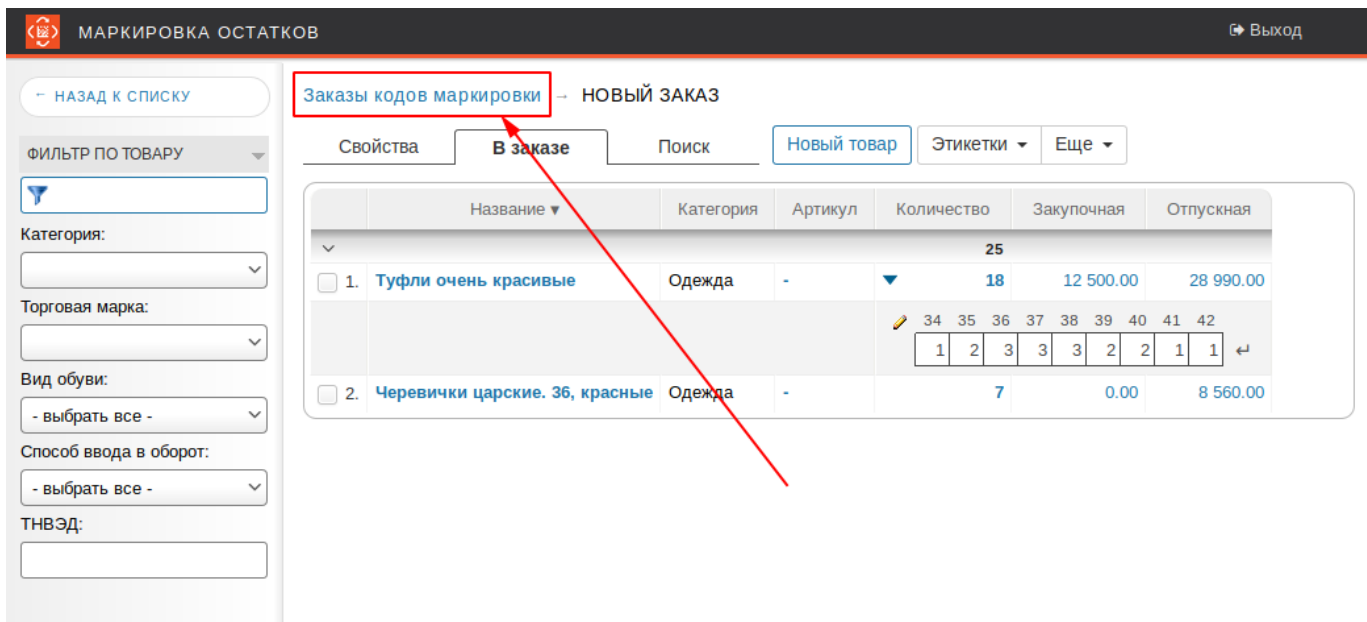 МАРКИРОВКА ОСТАТКОВ
Выход
← НАЗАД К СПИСКУ
Заказы кодов маркировки → НОВЫЙ ЗАКАЗ
ФИЛЬТР ПО ТОВАРУ
Свойства В заказе Поиск Новый товар Этикетки Еще
Категория:
Торговая марка:
Вид обуви:
- выбрать все -
Способ ввода в оборот:
- выбрать все -
ТНВЭД:
Название ▼ Категория Артикул Количество Закупочная Отпускная
25
1. Туфли очень красивые Одежда - 18 12 500.00 28 990.00
34 35 36 37 38 39 40 41 42
1 2 3 3 3 2 2 1 1 ↵
2. Черевички царские. 36, красные Одежда - 7 0.00 8 560.00